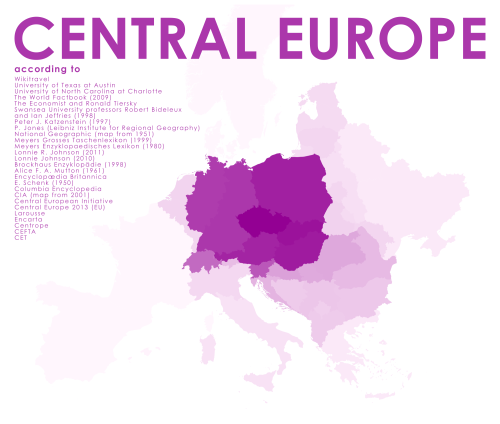 CENTRAL EUROPE
according to
Wikitravel
University of Texas at Austin
University of North Carolina at Charlotte
The World Factbook (2009)
The Economist and Ronald Tiersky
Swansea University professors Robert Bideleux
and Ian Jeffries (1998)
Peter J. Katzenstein (1997)
P. Jones (Leibniz Institute for Regional Geography)
National Geographic (map from 1951)
Meyers Grosses Taschenlexikon (1999)
Meyers Enzyklopaedisches Lexikon (1980)
Lonnie R. Johnson (2011)
Lonnie Johnson (2010)
Brockhaus Enzyklopädie (1998)
Alice F. A. Mutton (1961)
Encyclopædia Britannica
E. Schenk (1950)
Columbia Encyclopedia
CIA (map from 2001)
Central European Initiative
Central Europe 2013 (EU)
Larousse
Encarta
Centrope
CEFTA
CET